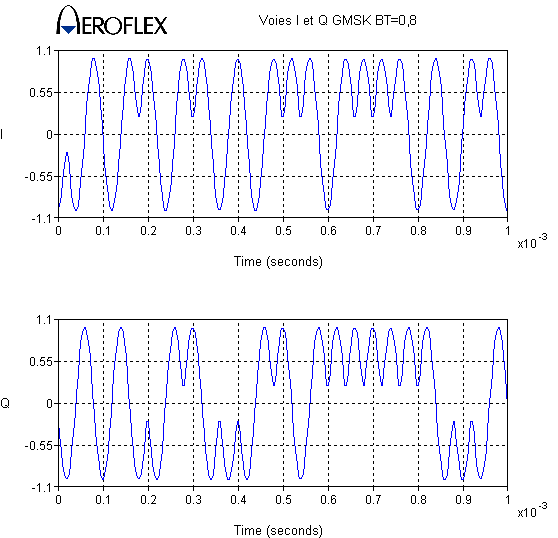 AEROFLEX
Voies I et Q GMSK BT=0,8
1.1
0.55
0
-0.55
-1.1
I
0 0.1 0.2 0.3 0.4 0.5 0.6 0.7 0.8 0.9 1
x10-3
Time (seconds)
1.1
0.55
0
-0.55
-1.1
Q
0 0.1 0.2 0.3 0.4 0.5 0.6 0.7 0.8 0.9 1
x10-3
Time (seconds)